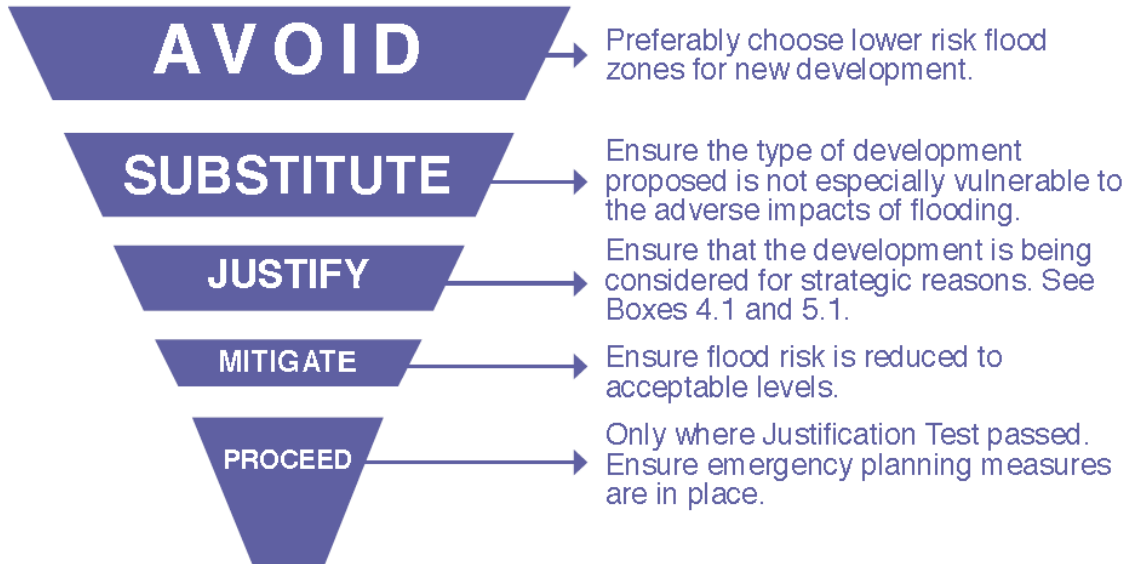 AVOID
Preferably choose lower risk flood
zones for new development.
SUBSTITUTE
Ensure the type of development
proposed is not especially vulnerable to
the adverse impacts of flooding.
JUSTIFY
Ensure that the development is being
considered for strategic reasons. See
Boxes 4.1 and 5.1.
MITIGATE
Ensure flood risk is reduced to
acceptable levels.
PROCEED
Only where Justification Test passed.
Ensure emergency planning measures
are in place.